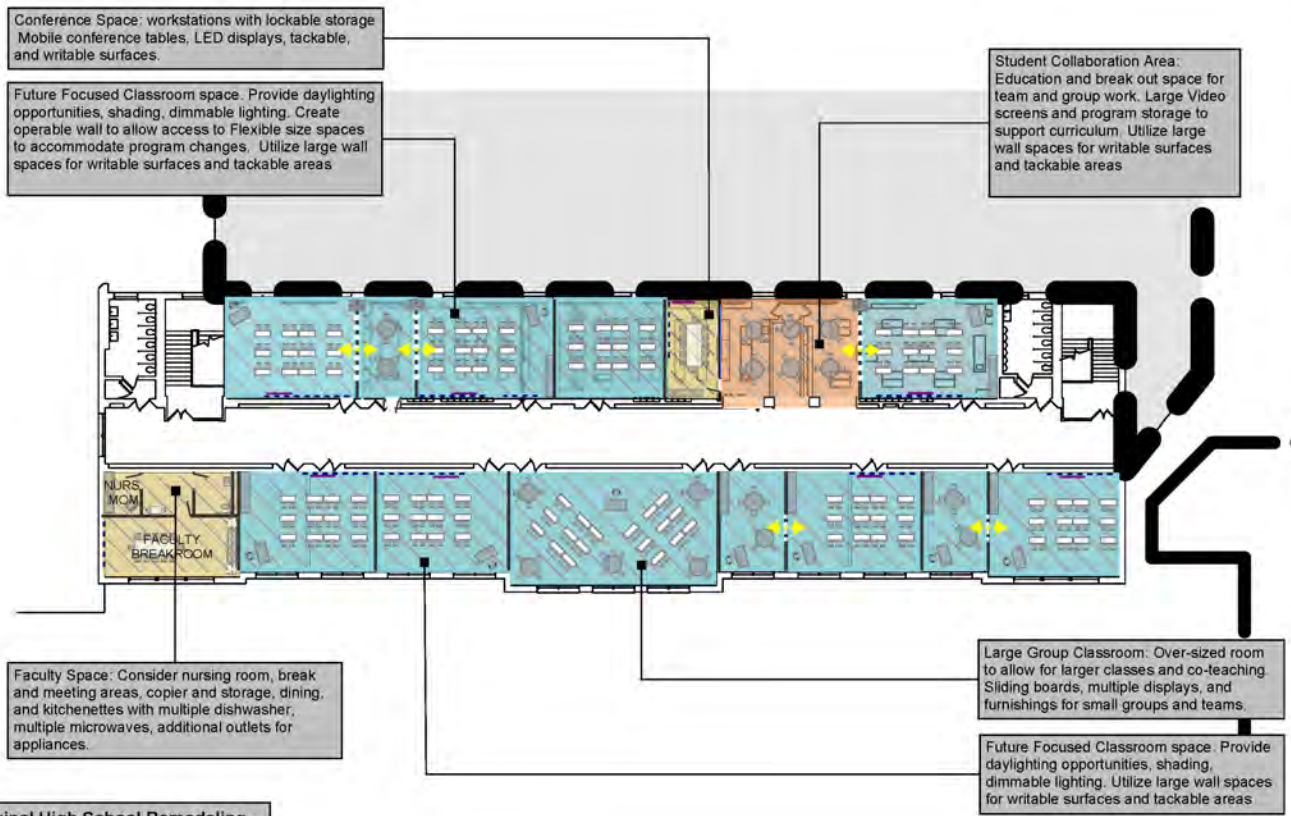 Conference Space: workstations with lockable storage
Mobile conference tables, LED displays, tackable,
and writable surfaces.
Future Focused Classroom space. Provide daylighting
opportunities, shading, dimmable lighting. Create
operable wall to allow access to Flexible size spaces
to accommodate program changes. Utilize large wall
spaces for writable surfaces and tackable areas
Student Collaboration Area:
Education and break out space for
team and group work. Large Video
screens and program storage to
support curriculum. Utilize large
wall spaces for writable surfaces
and tackable areas
NURS.
MOM
FACULTY
BREAKROOM
Faculty Space: Consider nursing room, break
and meeting areas, copier and storage, dining,
and kitchenettes with multiple dishwasher,
multiple microwaves, additional outlets for
appliances.
Large Group Classroom: Over-sized room
to allow for larger classes and co-teaching.
Sliding boards, multiple displays, and
furnishings for small groups and teams.
Future Focused Classroom space. Provide
daylighting opportunities, shading,
dimmable lighting. Utilize large wall spaces
for writable surfaces and tackable areas
High School Remodeling